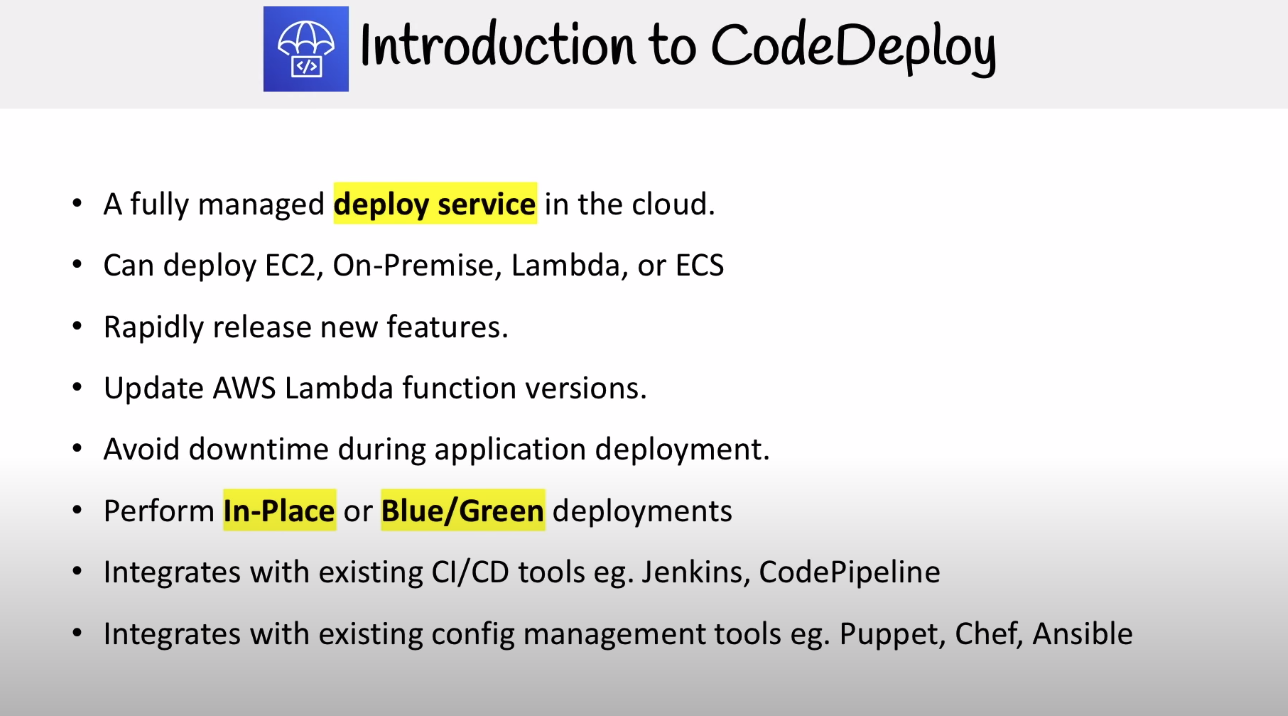 </>
Introduction to CodeDeploy
• A fully managed deploy service in the cloud.
• Can deploy EC2, On-Premise, Lambda, or ECS
• Rapidly release new features.
• Update AWS Lambda function versions.
• Avoid downtime during application deployment.
• Perform In-Place or Blue/Green deployments
• Integrates with existing CI/CD tools eg. Jenkins, CodePipeline
• Integrates with existing config management tools eg. Puppet, Chef, Ansible